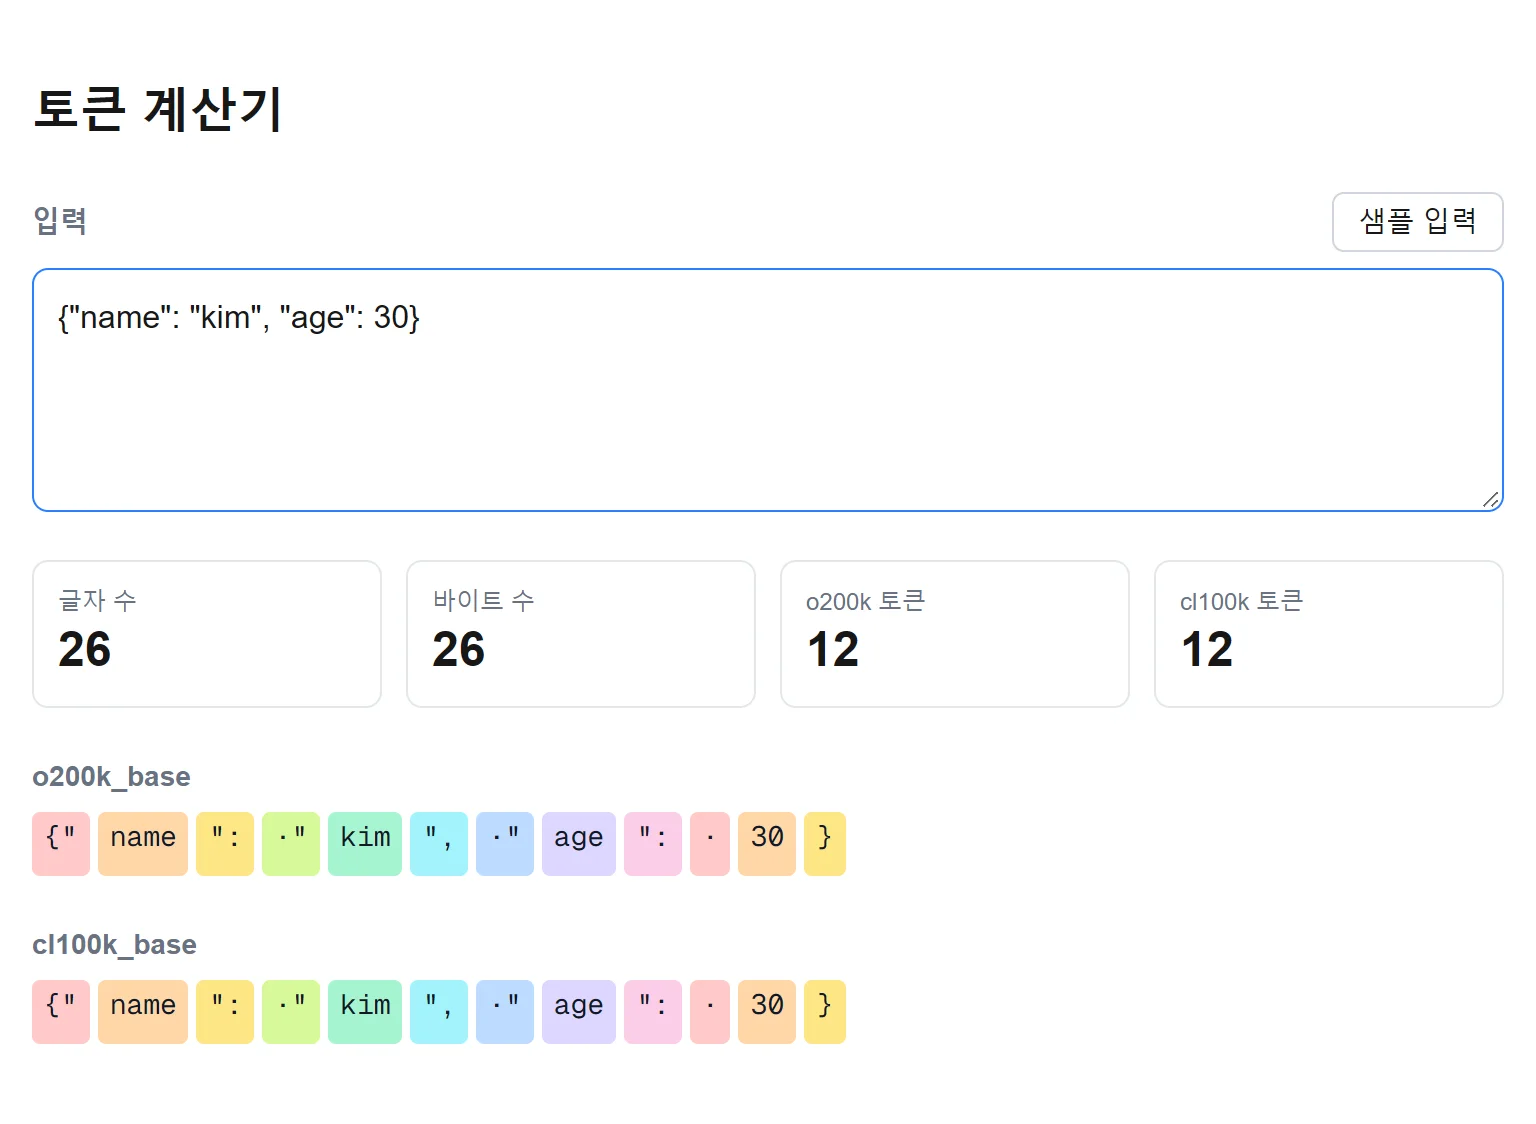 토큰 계산기
입력
샘플 입력
{"name": "kim", "age": 30}
글자 수
26
바이트 수
26
o200k 토큰
12
cl100k 토큰
12
o200k_base
{" name ": ·" kim ", ·" age ": · 30 }
cl100k_base
{" name ": ·" kim ", ·" age ": · 30 }